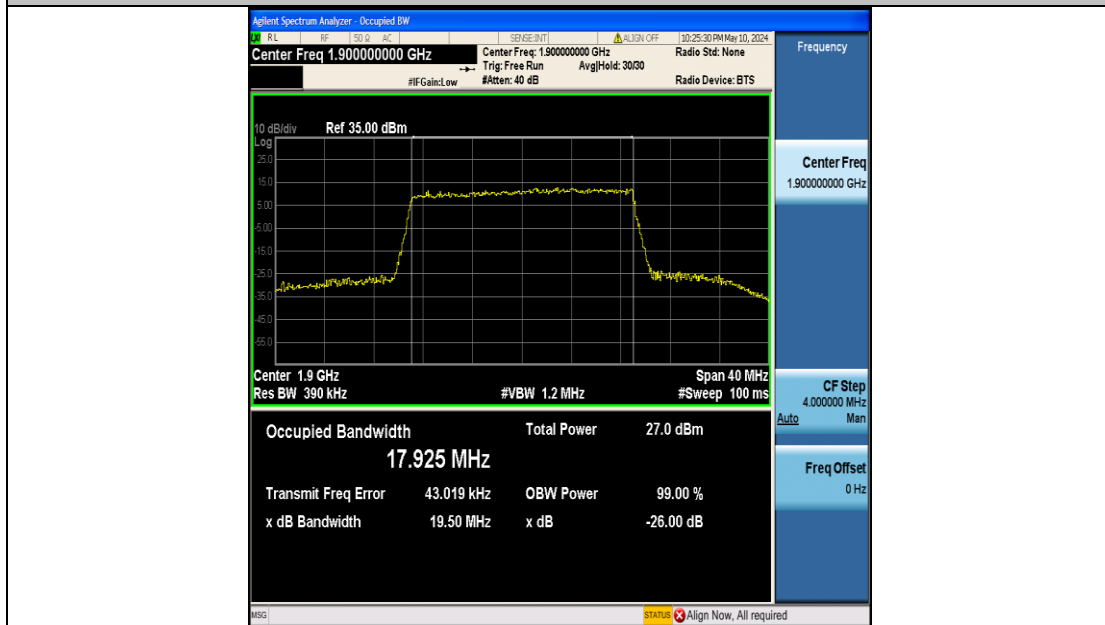 Agilent Spectrum Analyzer - Occupied BW
RL RF 50 Ω AC SENSE:INT ALIGN OFF 10:25:30 PM May 10, 2024
Center Freq 1.900000000 GHz
Center Freq: 1.900000000 GHz Radio Std: None
Trig: Free Run Avg|Hold: 30/30
#IFGain:Low #Atten: 40 dB Radio Device: BTS
Frequency
10 dB/div Ref 35.00 dBm
Log
25.0
15.0
5.00
-5.00
-15.0
-25.0
-35.0
-45.0
-55.0
Center 1.9 GHz Span 40 MHz
Res BW 390 kHz #VBW 1.2 MHz #Sweep 100 ms
Center Freq
1.900000000 GHz
CF Step
4.000000 MHz
Auto Man
Freq Offset
0 Hz
Occupied Bandwidth Total Power 27.0 dBm
17.925 MHz
Transmit Freq Error 43.019 kHz OBW Power 99.00 %
x dB Bandwidth 19.50 MHz x dB -26.00 dB
MSG STATUS Align Now, All required